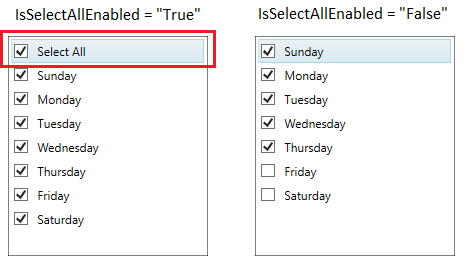 IsSelectAllEnabled = "True"
Select All
Sunday
Monday
Tuesday
Wednesday
Thursday
Friday
Saturday
IsSelectAllEnabled = "False"
Sunday
Monday
Tuesday
Wednesday
Thursday
Friday
Saturday